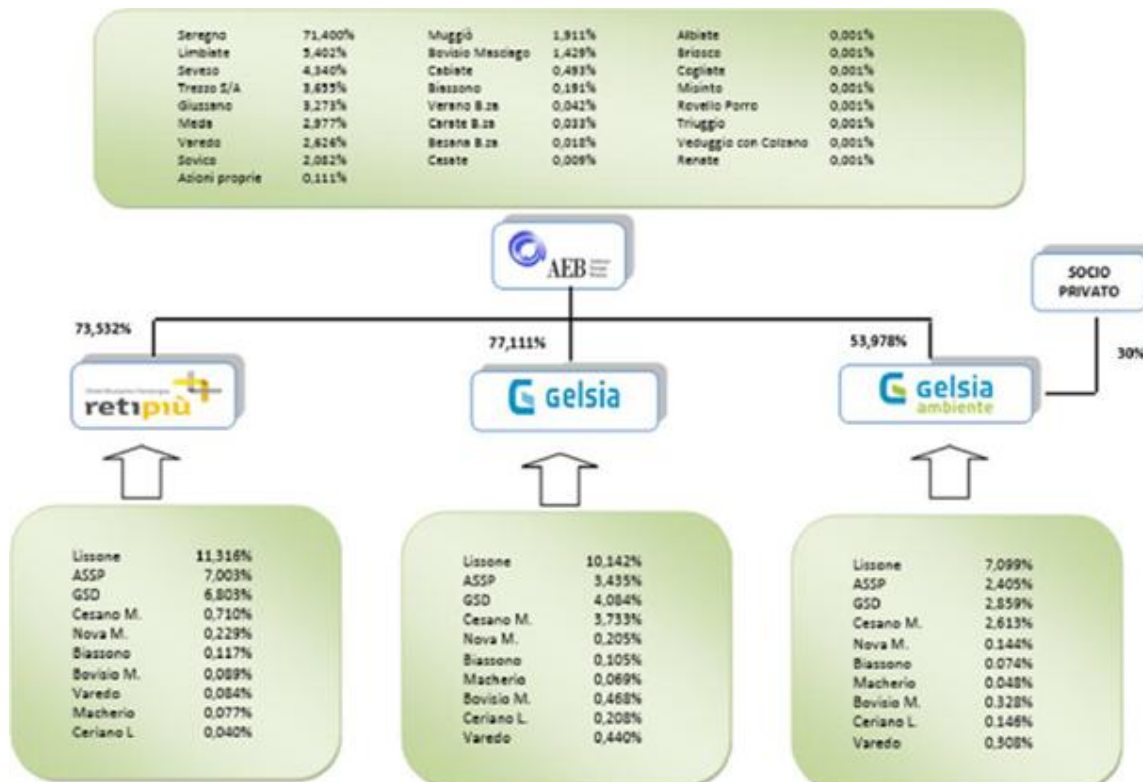 Seregno 71,400% Muggiò 1,911% Albiate 0,001%
Limbiate 5,402% Bovisio Masciago 1,429% Briosco 0,001%
Seveso 4,340% Cabiate 0,493% Cogliate 0,001%
Trezzo S/A 3,655% Biassono 0,191% Misinto 0,001%
Giussano 3,273% Verano B.za 0,042% Rovello Porro 0,001%
Meda 2,977% Carate B.za 0,033% Triuggio 0,001%
Varedo 2,626% Besana B.za 0,018% Veduggio con Colzano 0,001%
Sovico 2,082% Cesate 0,009% Renate 0,001%
Azioni proprie 0,111%
AEB
SOCIO
PRIVATO
73,532%
77,111%
53,978%
30%
retipiù
Gelsia
Gelsia
ambiente
Lissone 11,316%
ASSP 7,003%
GSD 6,803%
Cesano M. 0,710%
Nova M. 0,229%
Biassono 0,117%
Bovisio M. 0,089%
Varedo 0,084%
Macherio 0,077%
Ceriano L 0,040%
Lissone 10,142%
ASSP 3,435%
GSD 4,084%
Cesano M. 3,733%
Nova M. 0,205%
Biassono 0,105%
Macherio 0,069%
Bovisio M. 0,468%
Ceriano L. 0,208%
Varedo 0,440%
Lissone 7,099%
ASSP 2,405%
GSD 2,859%
Cesano M. 2,613%
Nova M. 0.144%
Biassono 0.074%
Macherio 0.048%
Bovisio M. 0.328%
Ceriano L. 0.146%
Varedo 0,308%